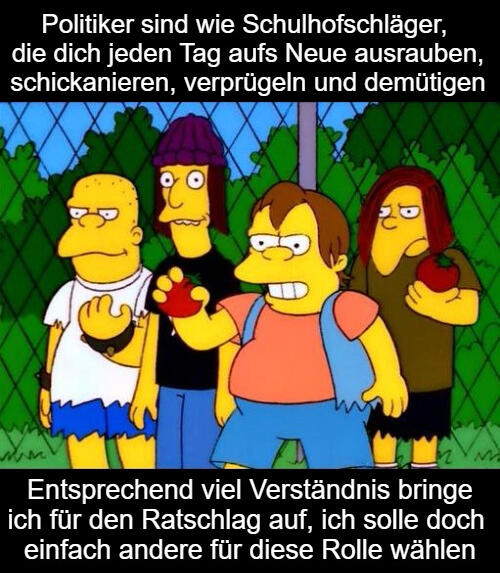 Politiker sind wie Schulhofschläger,
die dich jeden Tag aufs Neue ausrauben,
schickanieren, verprügeln und demütigen
Entsprechend viel Verständnis bringe
ich für den Ratschlag auf, ich solle doch
einfach andere für diese Rolle wählen